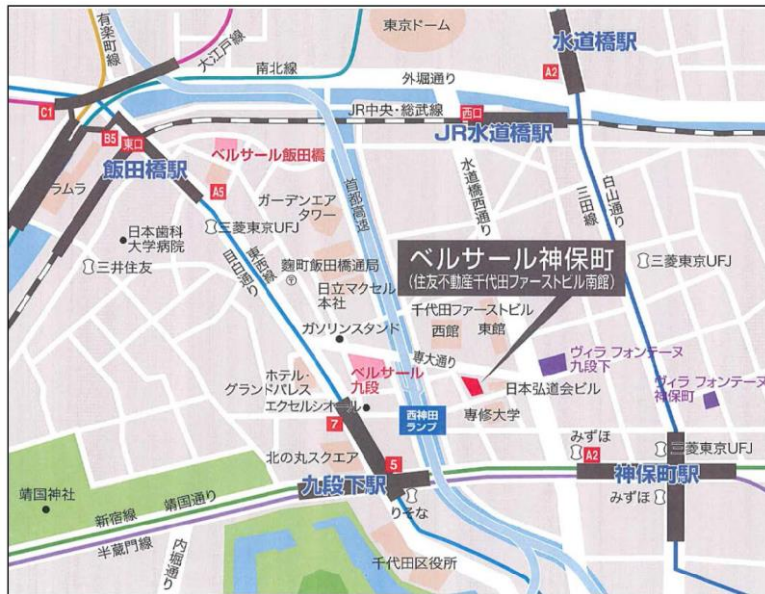 有楽町線
大江戸線
東京ドーム
水道橋駅
A2
南北線
外堀通り
C1
JR中央・総武線
西口
JR水道橋駅
B5
東口
飯田橋駅
ベルサール飯田橋
首都高速
水道橋西通り
白山通り
三田線
ラムラ
A5
ガーデンエア
タワー
三菱東京UFJ
日本歯科
大学病院
三井住友
東西線
目白通り
麹町飯田橋通局
日立マクセル
本社
ベルサール神保町
(住友不動産千代田ファーストビル南館)
三菱東京UFJ
千代田ファーストビル
西館
東館
ガソリンスタンド
専大通り
ヴィラ フォンテーヌ
九段下
ホテル・
グランドパレス
ベルサール
九段
日本弘道会ビル
ヴィラ フォンテーヌ
神保町
エクセルシオール
西神田
ランプ
専修大学
7
みずほ
A2
三菱東京UFJ
北の丸スクエア
5
九段下駅
神保町駅
靖国神社
りそな
みずほ
新宿線
靖国通り
半蔵門線
内堀通り
千代田区役所